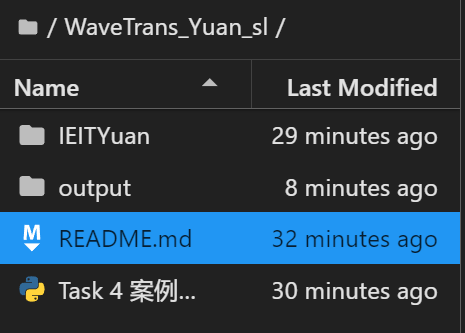 / WaveTrans_Yuan_sl /
Name Last Modified
IEITYuan 29 minutes ago
output 8 minutes ago
README.md 32 minutes ago
Task 4 案例... 30 minutes ago